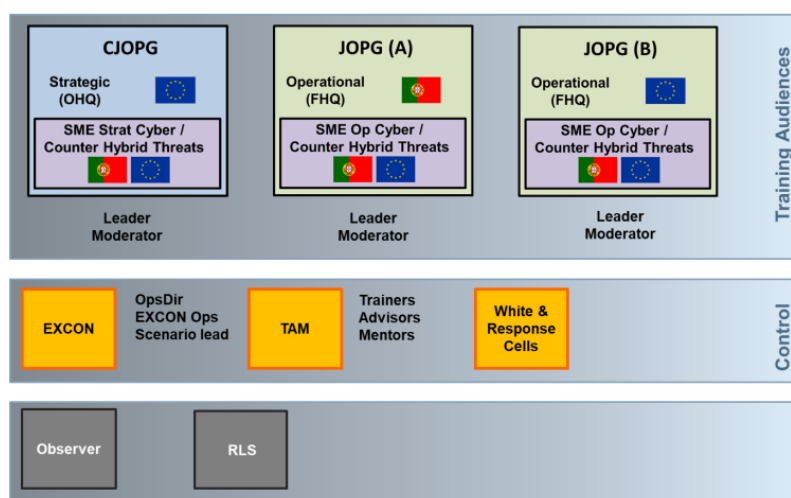 CJOPG
Strategic
(OHQ)
SME Strat Cyber /
Counter Hybrid Threats
Leader
Moderator
JOPG (A)
Operational
(FHQ)
SME Op Cyber /
Counter Hybrid Threats
Leader
Moderator
JOPG (B)
Operational
(FHQ)
SME Op Cyber /
Counter Hybrid Threats
Leader
Moderator
Training Audiences
EXCON
OpsDir
EXCON Ops
Scenario lead
TAM
Trainers
Advisors
Mentors
White &
Response
Cells
Control
Observer
RLS